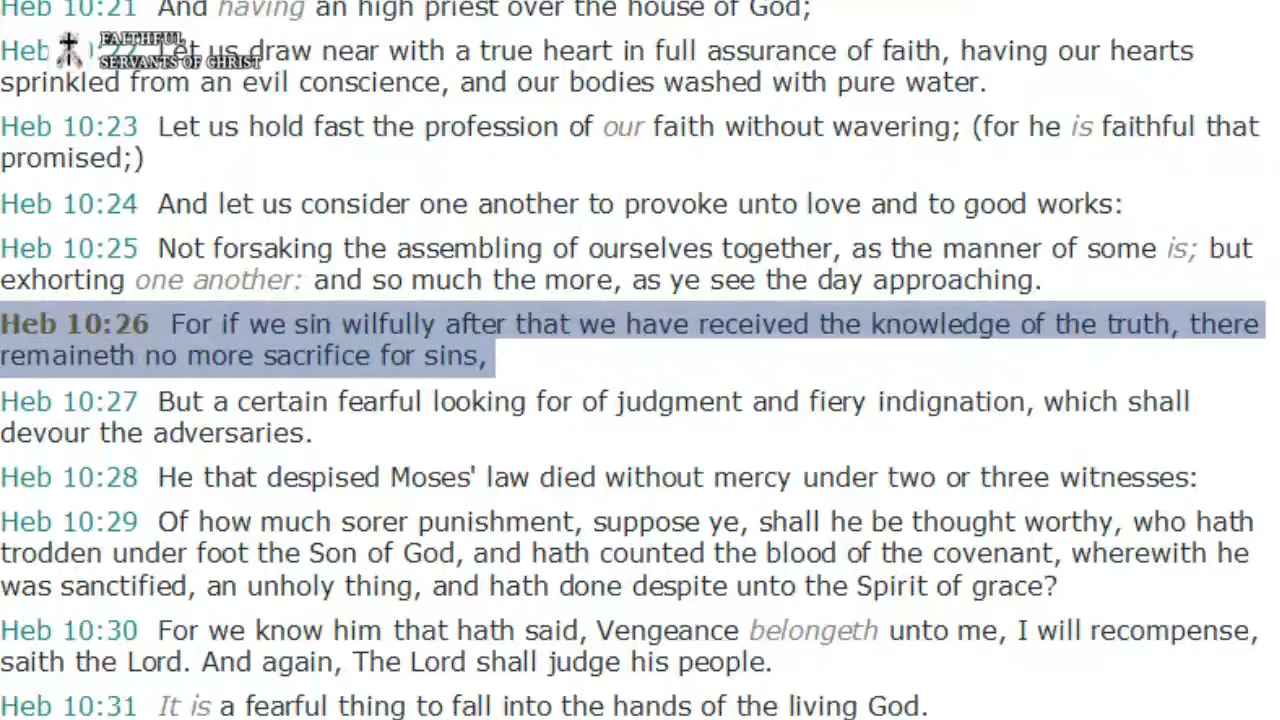 Heb 10:21 And having an high priest over the house of God;
FAITHFUL
SERVANTS OF CHRIST
Heb 10:22 Let us draw near with a true heart in full assurance of faith, having our hearts
sprinkled from an evil conscience, and our bodies washed with pure water.
Heb 10:23 Let us hold fast the profession of our faith without wavering; (for he is faithful that
promised;)
Heb 10:24 And let us consider one another to provoke unto love and to good works:
Heb 10:25 Not forsaking the assembling of ourselves together, as the manner of some is; but
exhorting one another: and so much the more, as ye see the day approaching.
Heb 10:26 For if we sin wilfully after that we have received the knowledge of the truth, there
remaineth no more sacrifice for sins,
Heb 10:27 But a certain fearful looking for of judgment and fiery indignation, which shall
devour the adversaries.
Heb 10:28 He that despised Moses' law died without mercy under two or three witnesses:
Heb 10:29 Of how much sorer punishment, suppose ye, shall he be thought worthy, who hath
trodden under foot the Son of God, and hath counted the blood of the covenant, wherewith he
was sanctified, an unholy thing, and hath done despite unto the Spirit of grace?
Heb 10:30 For we know him that hath said, Vengeance belongeth unto me, I will recompense,
saith the Lord. And again, The Lord shall judge his people.
Heb 10:31 It is a fearful thing to fall into the hands of the living God.